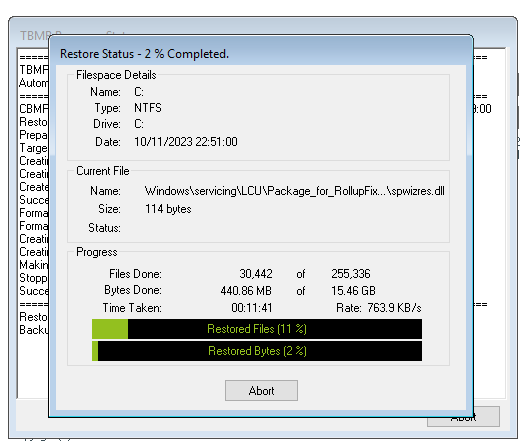 TBMR
Restore Status - 2 % Completed.
Filespace Details
Name: C:
Type: NTFS
Drive: C:
Date: 10/11/2023 22:51:00
Current File
Name: Windows\servicing\LCU\Package_for_RollupFix...\spwizres.dll
Size: 114 bytes
Status:
Progress
Files Done: 30,442 of 255,336
Bytes Done: 440.86 MB of 15.46 GB
Time Taken: 00:11:41 Rate: 763.9 KB/s
Restored Files (11 %)
Restored Bytes (2 %)
Abort
==== ===
TBMF
Autom
==== ===
CBMF 9:00
Resto
Prepa
Targe
Creatin
Creatin
Create
Succe
Forma
Forma
Creatin
Creatin
Makin
Stopp
Succe
==== ===
Resto
Backu
Abort